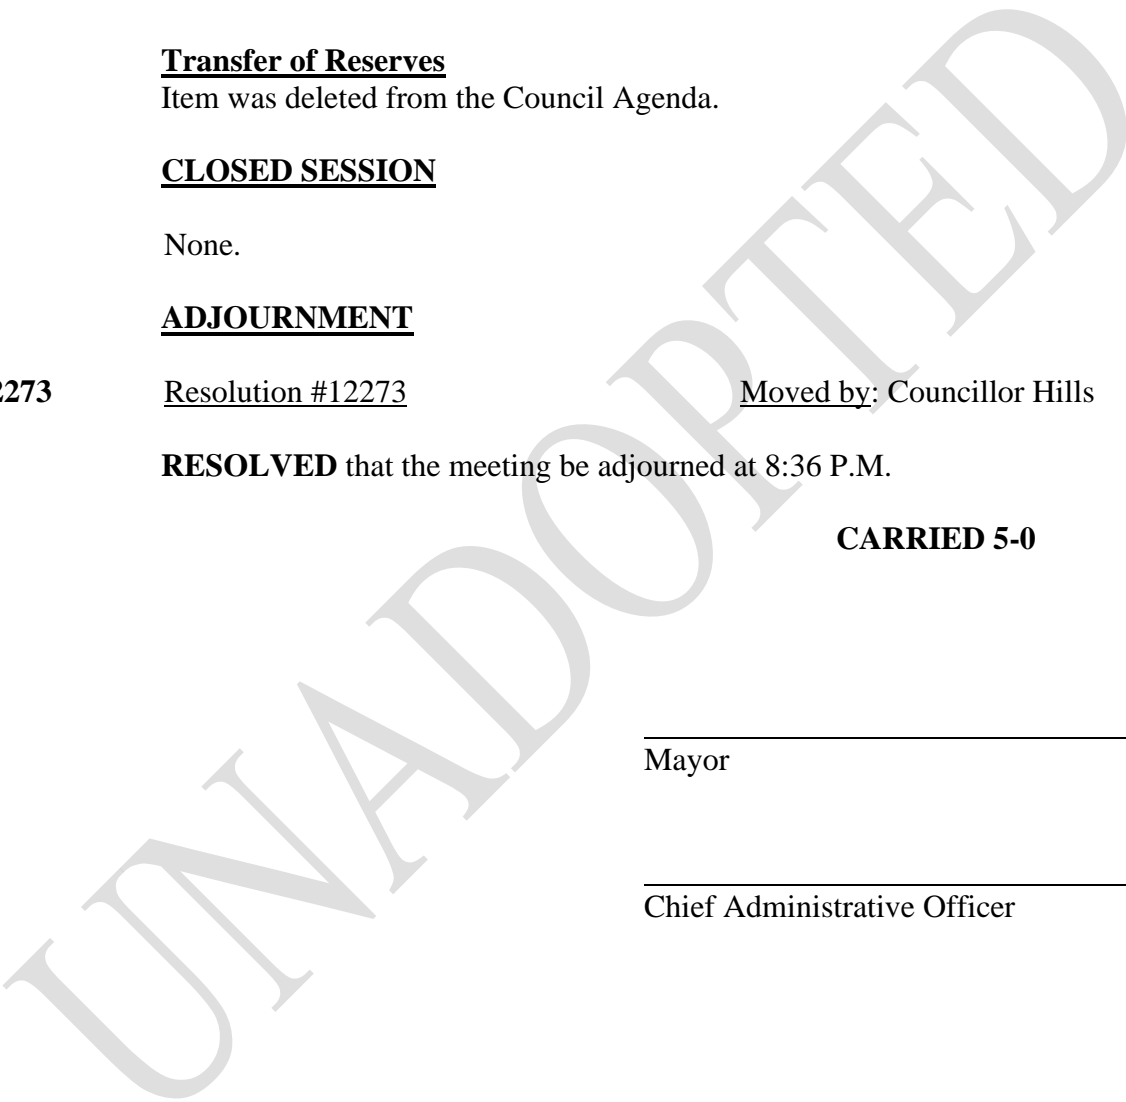 Transfer of Reserves
Item was deleted from the Council Agenda.
CLOSED SESSION
None.
ADJOURNMENT
2273 Resolution #12273 Moved by: Councillor Hills
RESOLVED that the meeting be adjourned at 8:36 P.M.
CARRIED 5-0
Mayor
Chief Administrative Officer
UNADOPTED